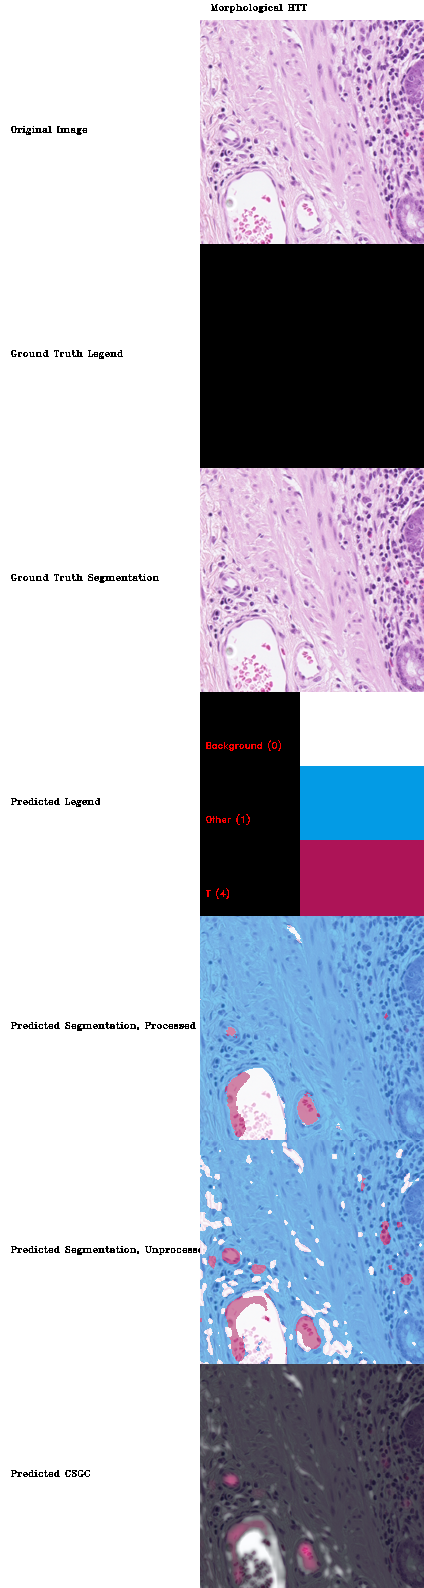 Morphological HTT
Original Image
Ground Truth Legend
Ground Truth Segmentation
Background (0)
Predicted Legend
Other (1)
T (4)
Predicted Segmentation, Processed
Predicted Segmentation, Unprocesse
Predicted CSGC